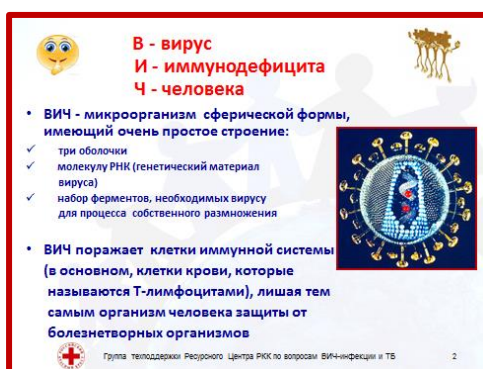 В - вирус
И - иммунодефицита
Ч - человека
• ВИЧ - микроорганизм сферической формы,
имеющий очень простое строение:
✓ три оболочки
✓ молекулу РНК (генетический материал
вируса)
✓ набор ферментов, необходимых вирусу
для процесса собственного размножения
• ВИЧ поражает клетки иммунной системы
(в основном, клетки крови, которые
называются Т-лимфоцитами), лишая тем
самым организм человека защиты от
болезнетворных организмов
Группа техподдержки Ресурсного Центра РКК по вопросам ВИЧ-инфекции и ТБ 2